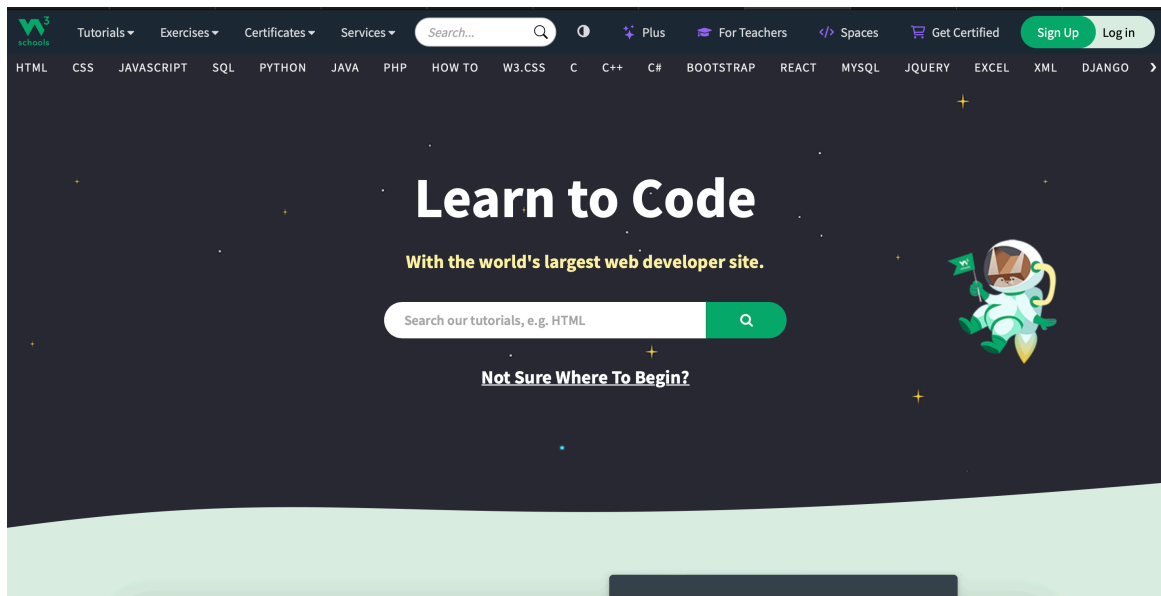 3
schools
Tutorials Exercises Certificates Services Search... Plus For Teachers Spaces Get Certified Sign Up Log in
HTML CSS JAVASCRIPT SQL PYTHON JAVA PHP HOW TO W3.CSS C C++ C# BOOTSTRAP REACT MYSQL JQUERY EXCEL XML DJANGO
Learn to Code
With the world's largest web developer site.
Search our tutorials, e.g. HTML
Not Sure Where To Begin?